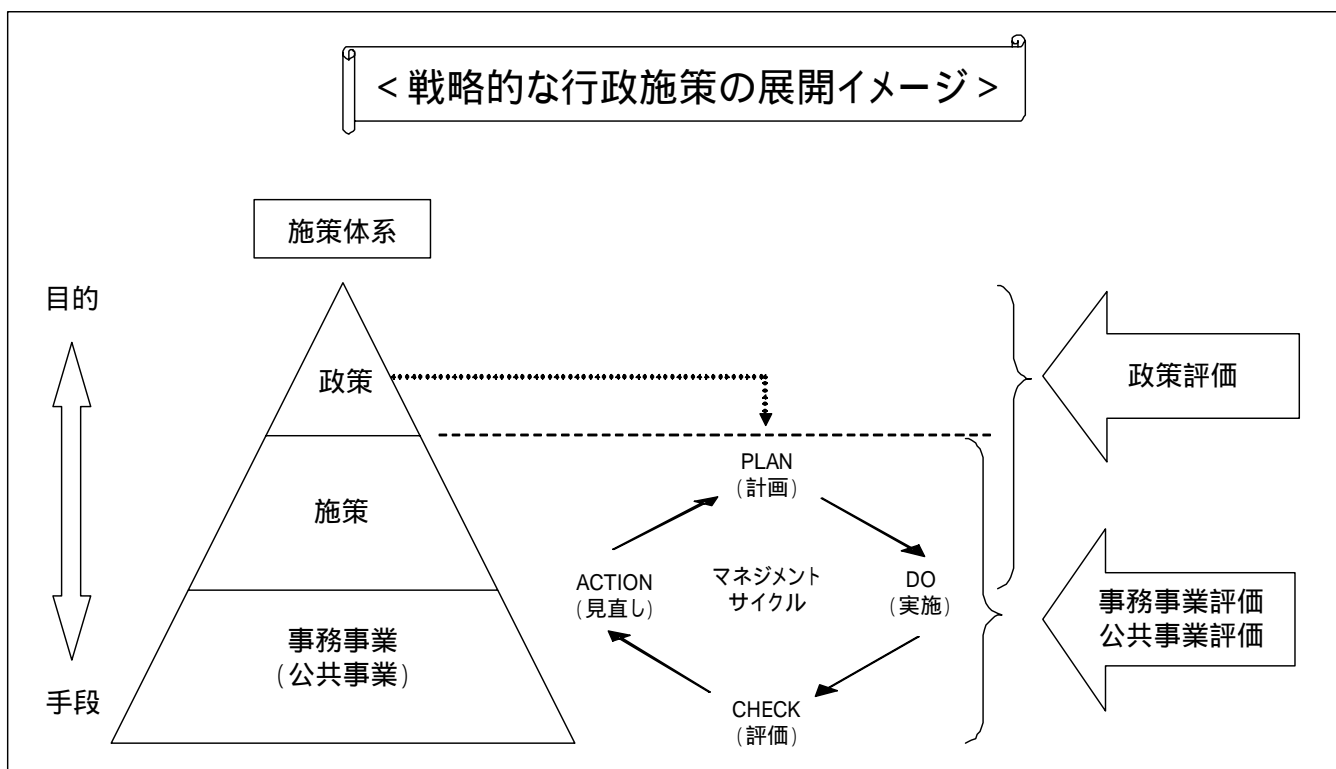 ＜戦略的な行政施策の展開イメージ＞
施策体系
目的
政策
政策評価
PLAN
(計画)
施策
ACTION
(見直し)
マネジメント
サイクル
DO
(実施)
事務事業評価
公共事業評価
事務事業
(公共事業)
手段
CHECK
(評価)